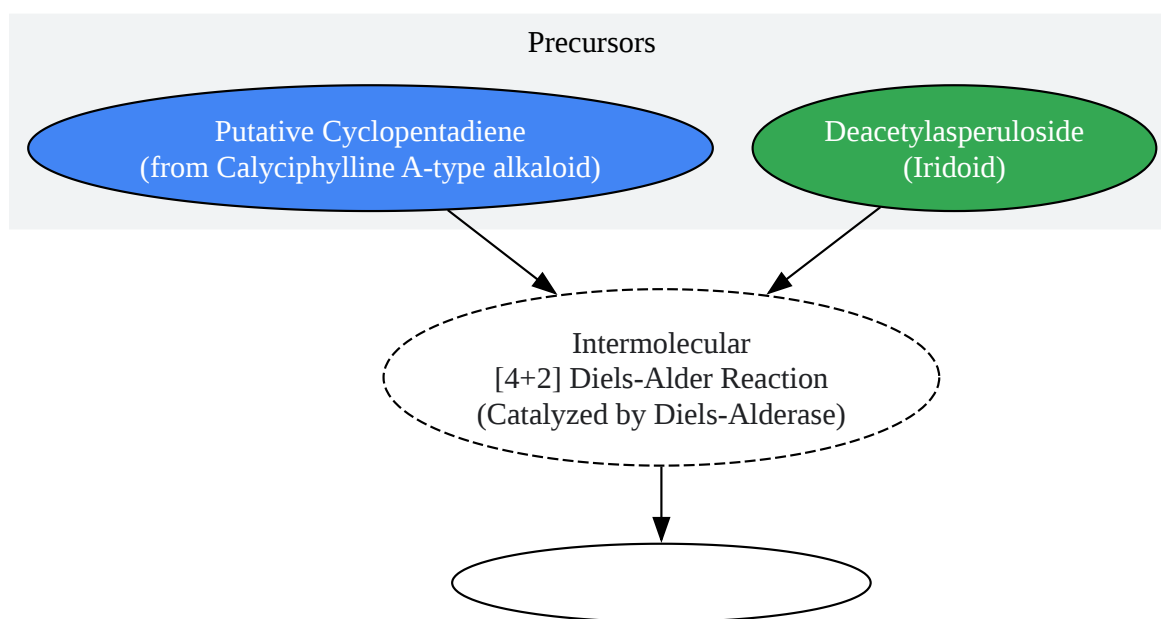 Precursors
Putative Cyclopentadiene
(from Calyciphylline A-type alkaloid)
Deacetylasperuloside
(Iridoid)
Intermolecular
[4+2] Diels-Alder Reaction
(Catalyzed by Diels-Alderase)